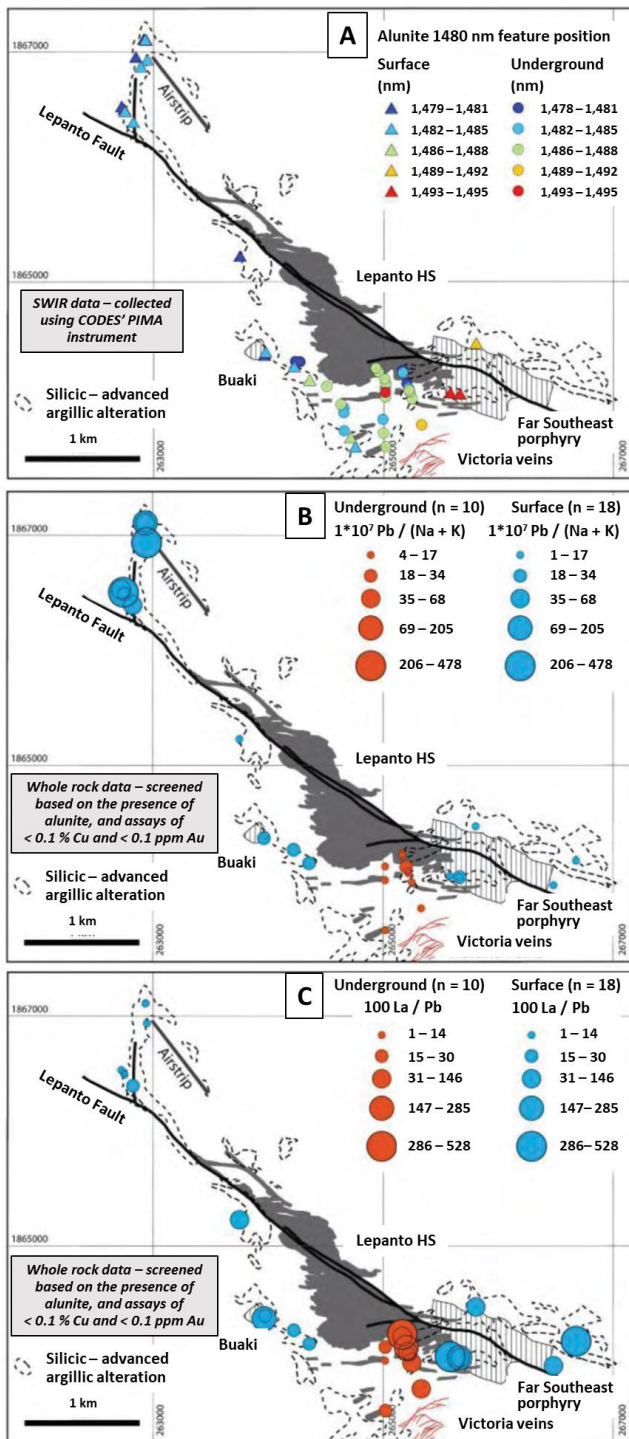 A
Alunite 1480 nm feature position
Surface
(nm)
Underground
(nm)
1,479–1,481
1,478–1,481
1,482–1,485
1,482–1,485
1,486–1,488
1,486–1,488
1,489–1,492
1,489–1,492
1,493–1,495
1,493–1,495
1867000
Airstrip
Lepanto Fault
1865000
Lepanto HS
SWIR data – collected
using CODES' PIMA
instrument
Buaki
Silicic – advanced
argillic alteration
1 km
Far Southeast
porphyry
Victoria veins
263000
265000
267000
B
Underground (n = 10)
1*10⁷ Pb / (Na + K)
Surface (n = 18)
1*10⁷ Pb / (Na + K)
4 – 17
1 – 17
18 – 34
18 – 34
35 – 68
35 – 68
69 – 205
69 – 205
206 – 478
206 – 478
1867000
Airstrip
Lepanto Fault
1865000
Lepanto HS
Whole rock data – screened
based on the presence of
alunite, and assays of
< 0.1 % Cu and < 0.1 ppm Au
Buaki
Silicic – advanced
argillic alteration
1 km
Far Southeast
porphyry
Victoria veins
263000
265000
267000
C
Underground (n = 10)
100 La / Pb
Surface (n = 18)
100 La / Pb
1 – 14
1 – 14
15 – 30
15 – 30
31 – 146
31 – 146
147 – 285
147 – 285
286 – 528
286 – 528
1867000
Airstrip
Lepanto Fault
1865000
Lepanto HS
Whole rock data – screened
based on the presence of
alunite, and assays of
< 0.1 % Cu and < 0.1 ppm Au
Buaki
Silicic – advanced
argillic alteration
1 km
Far Southeast
porphyry
Victoria veins
263000
265000
267000